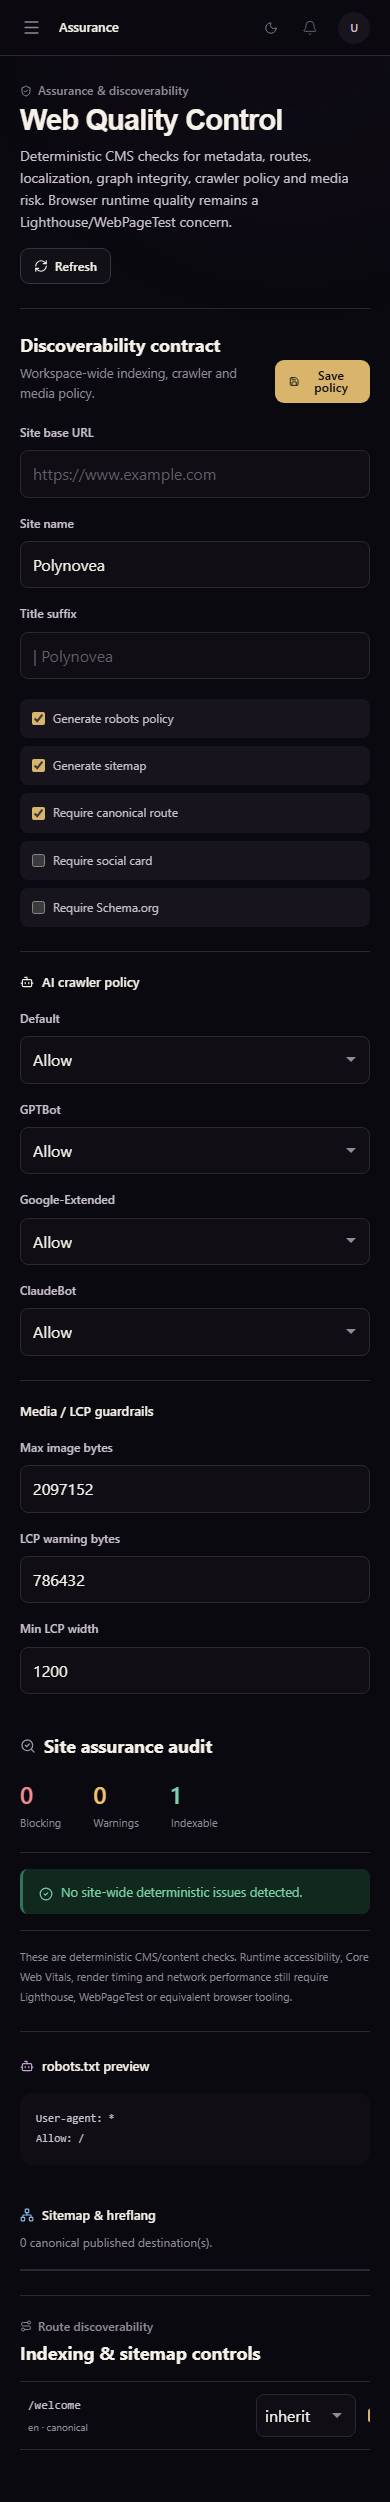 Assurance
U
Assurance & discoverability
Web Quality Control
Deterministic CMS checks for metadata, routes,
localization, graph integrity, crawler policy and media
risk. Browser runtime quality remains a
Lighthouse/WebPageTest concern.
Refresh
Discoverability contract
Workspace-wide indexing, crawler and
media policy.
Save
policy
Site base URL
https://www.example.com
Site name
Polynovea
Title suffix
| Polynovea
Generate robots policy
Generate sitemap
Require canonical route
Require social card
Require Schema.org
AI crawler policy
Default
Allow
GPTBot
Allow
Google-Extended
Allow
ClaudeBot
Allow
Media / LCP guardrails
Max image bytes
2097152
LCP warning bytes
786432
Min LCP width
1200
Site assurance audit
0 0 1
Blocking Warnings Indexable
No site-wide deterministic issues detected.
These are deterministic CMS/content checks. Runtime accessibility, Core
Web Vitals, render timing and network performance still require
Lighthouse, WebPageTest or equivalent browser tooling.
robots.txt preview
User-agent: *
Allow: /
Sitemap & hreflang
0 canonical published destination(s).
Route discoverability
Indexing & sitemap controls
/welcome
en · canonical
inherit